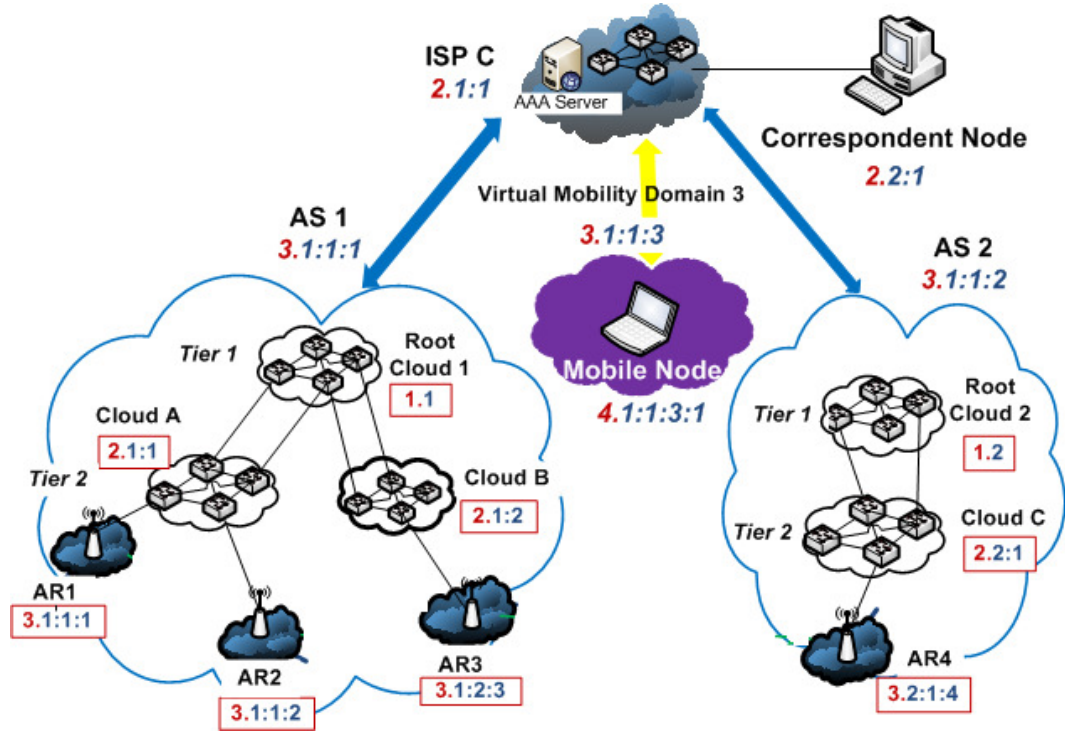 ISP C
2.1:1
AAA Server
Correspondent Node
2.2:1
Virtual Mobility Domain 3
3.1:1:3
AS 1
3.1:1:1
AS 2
3.1:1:2
Mobile Node
4.1:1:3:1
Tier 1
Root
Cloud 1
1.1
Cloud A
2.1:1
Tier 2
Cloud B
2.1:2
AR1
3.1:1:1
AR2
3.1:1:2
AR3
3.1:2:3
Tier 1
Root
Cloud 2
1.2
Tier 2
Cloud C
2.2:1
AR4
3.2:1:4